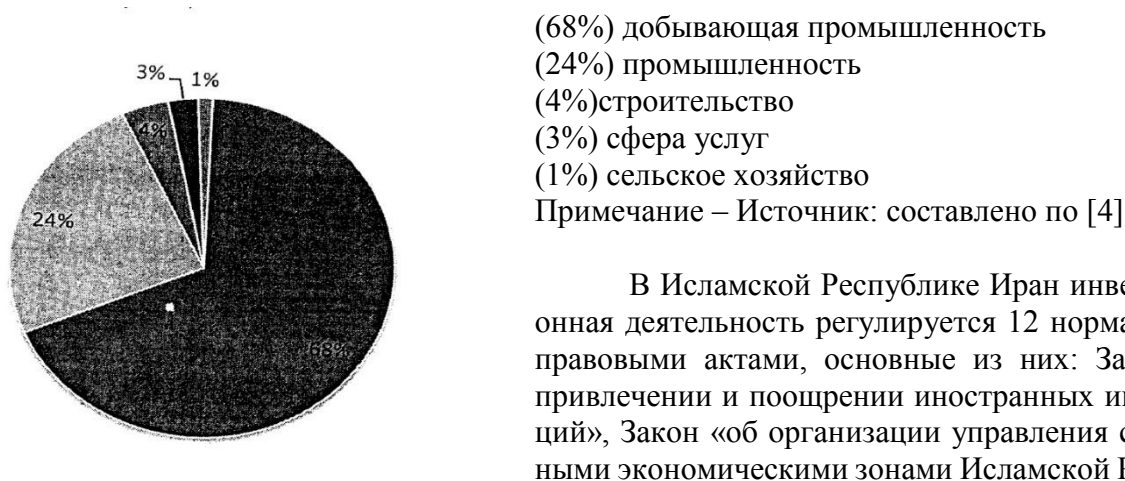 3% 1%
4%
24%
68%
(68%) добывающая промышленность
(24%) промышленность
(4%)строительство
(3%) сфера услуг
(1%) сельское хозяйство
Примечание – Источник: составлено по [4]
В Исламской Республике Иран инве
онная деятельность регулируется 12 норма
правовыми актами, основные из них: За
привлечении и поощрении иностранных ин
ций», Закон «об организации управления с
ными экономическими зонами Исламской Р